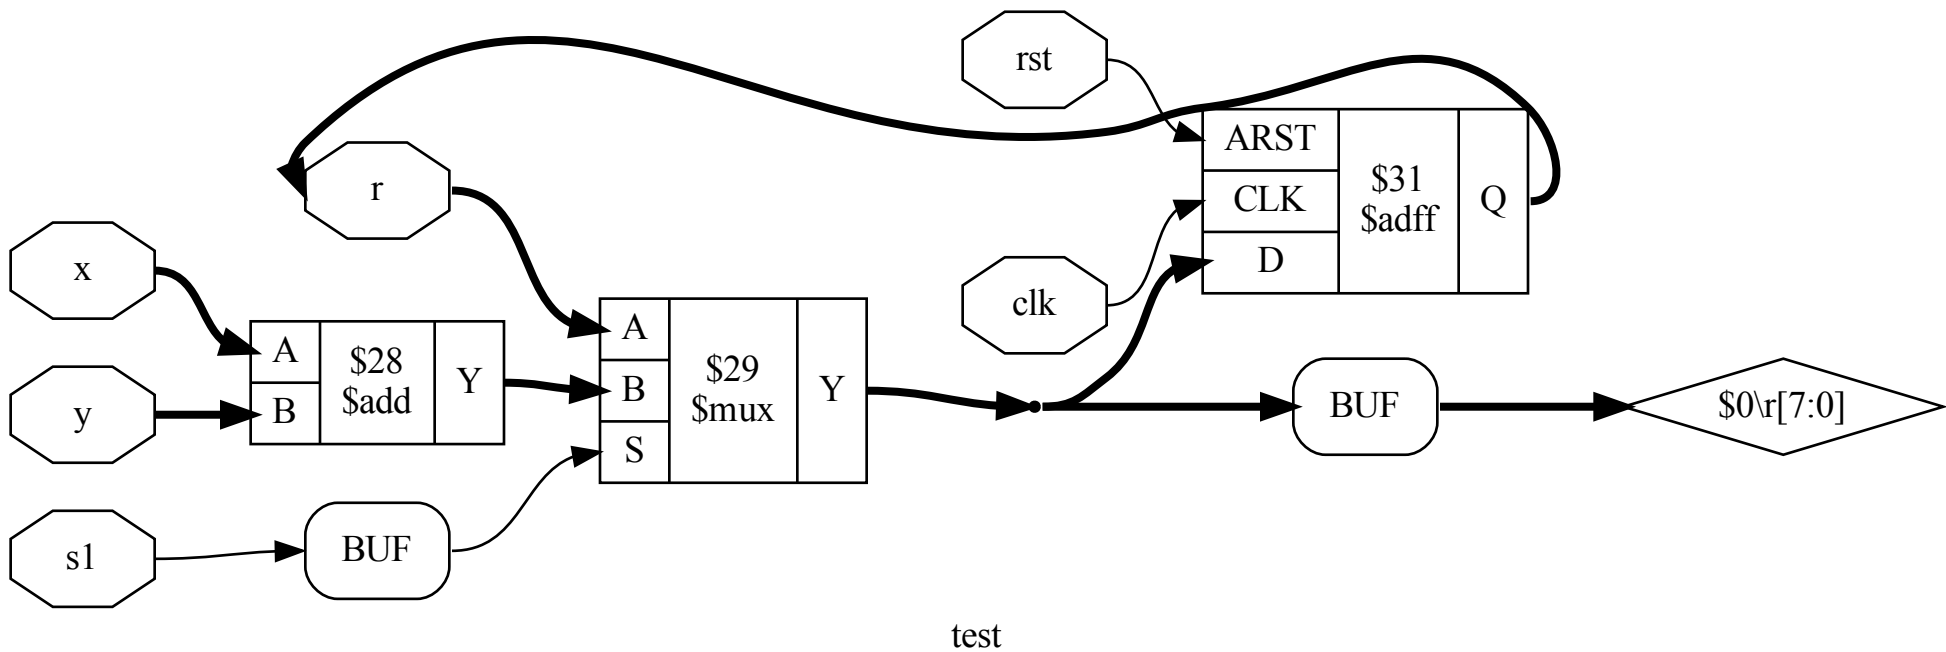 rst
ARST
CLK
D
$31
$adff
Q
r
x
clk
A
B
$28
$add
Y
y
A
B
S
$29
$mux
Y
BUF
$0\r[7:0]
s1
BUF
test